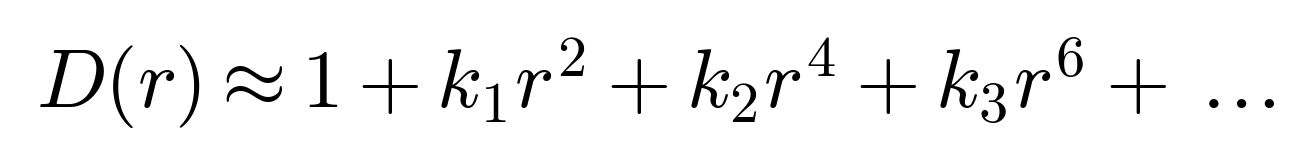 D(r) ≈ 1 + k₁r² + k₂r⁴ + k₃r⁶ + ...